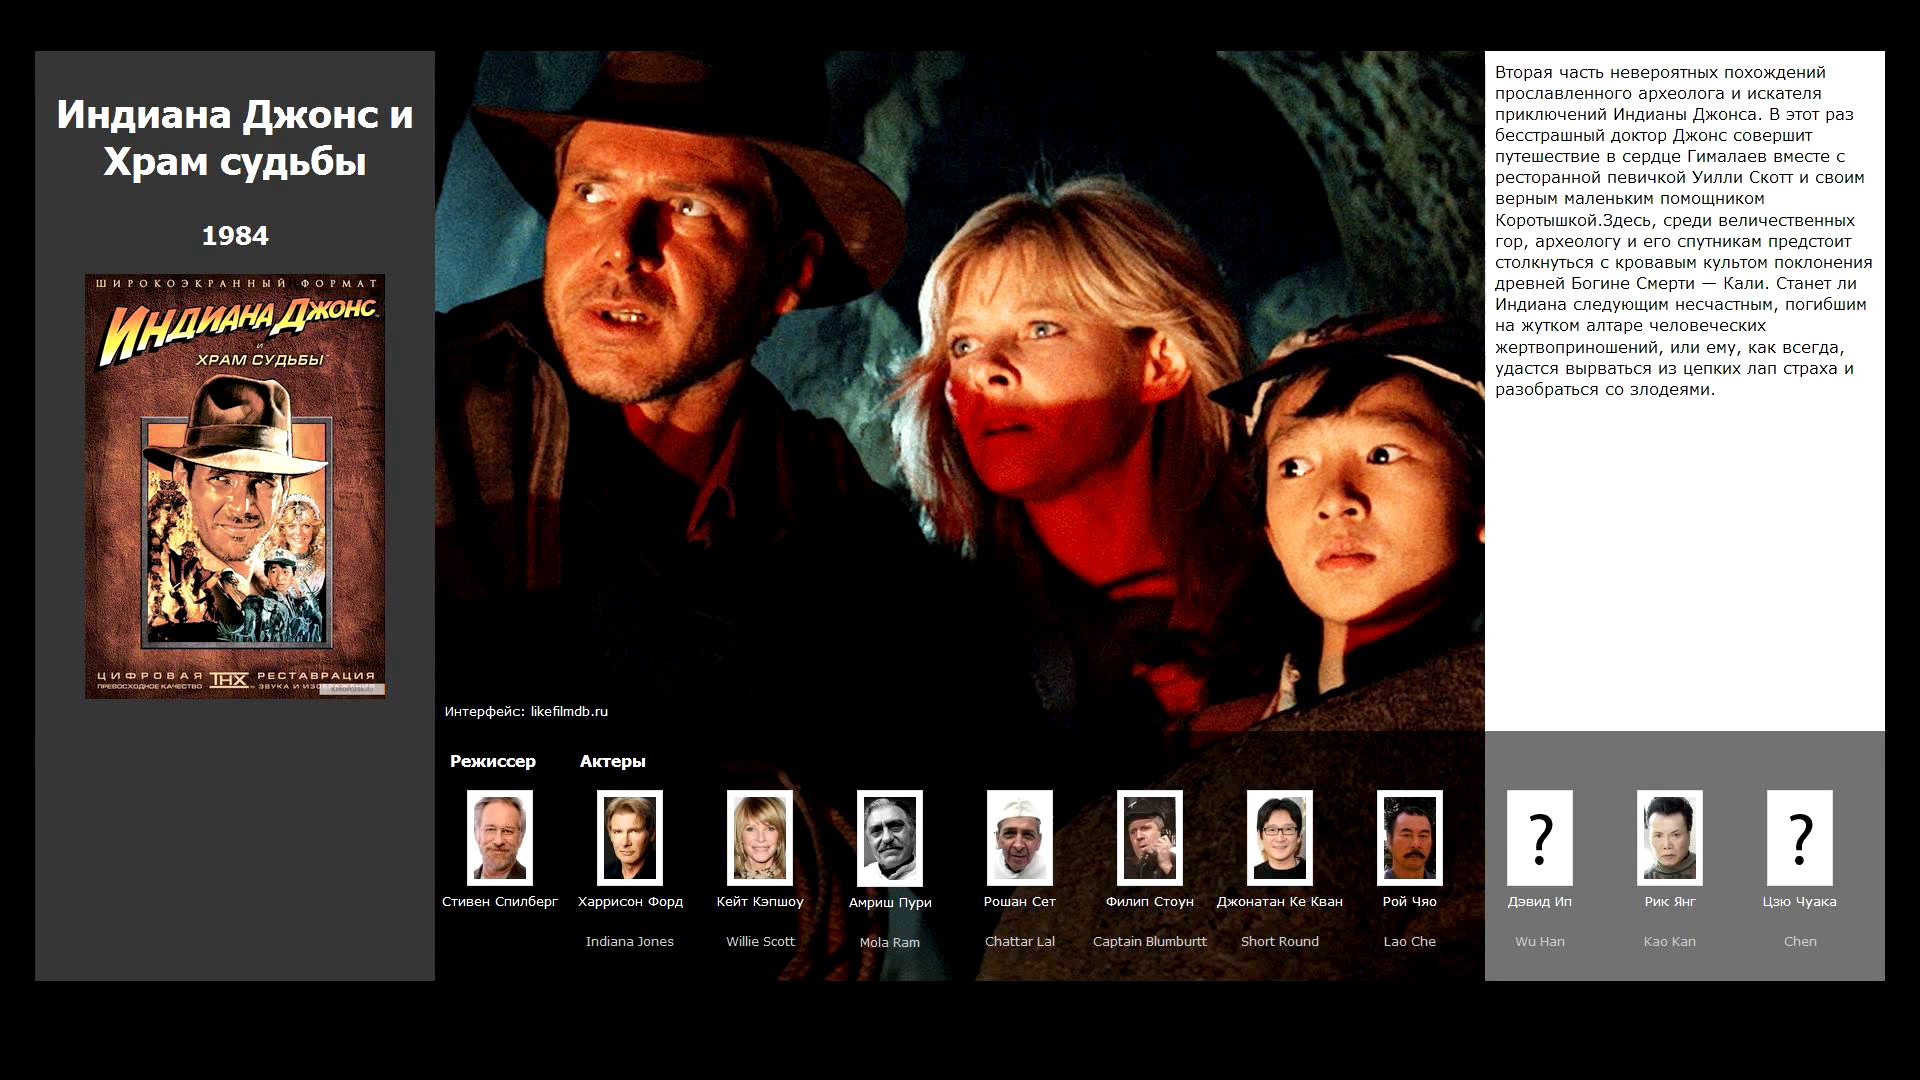 Индиана Джонс и
Храм судьбы
1984
ШИРОКОЭКРАННЫЙ ФОРМАТ
ИНДИАНА ДЖОНС
И
ХРАМ СУДЬБЫ
ЦИФРОВАЯ THX РЕСТАВРАЦИЯ
ПРЕВОСХОДНОЕ КАЧЕСТВО ЗВУКА И
Интерфейс: likefilmdb.ru
Вторая часть невероятных похождений
прославленного археолога и искателя
приключений Индианы Джонса. В этот раз
бесстрашный доктор Джонс совершит
путешествие в сердце Гималаев вместе с
ресторанной певичкой Уилли Скотт и своим
верным маленьким помощником
Коротышкой.Здесь, среди величественных
гор, археологу и его спутникам предстоит
столкнуться с кровавым культом поклонения
древней Богине Смерти — Кали. Станет ли
Индиана следующим несчастным, погибшим
на жутком алтаре человеческих
жертвоприношений, или ему, как всегда,
удастся вырваться из цепких лап страха и
разобраться со злодеями.
Режиссер Актеры
? ?
Стивен Спилберг Харрисон Форд Кейт Кэпшоу Амриш Пури Рошан Сет Филип Стоун Джонатан Ке Кван Рой Чяо Дэвид Ип Рик Янг Цзю Чуака
Indiana Jones Willie Scott Mola Ram Chattar Lal Captain Blumburtt Short Round Lao Che Wu Han Kao Kan Chen